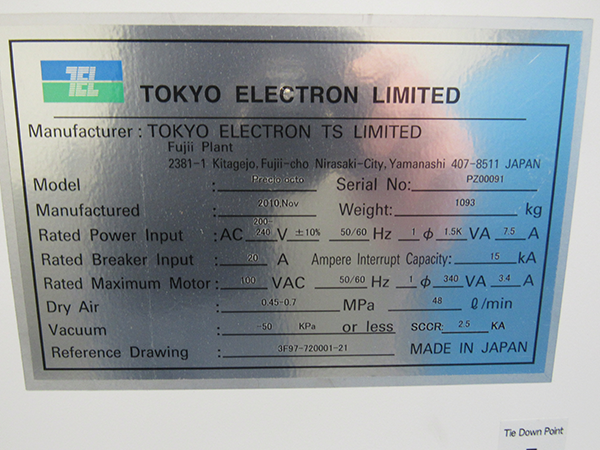 TEL
TOKYO ELECTRON LIMITED
Manufacturer : TOKYO ELECTRON TS LIMITED
Fujii Plant
2381-1 Kitagejo, Fujii-cho Nirasaki-City, Yamanashi 407-8511 JAPAN
Model : Precio octo Serial No: PZ00091
Manufactured : 2010.Nov Weight: 1093 kg
Rated Power Input : AC 200-240 V ±10% 50/60 Hz 1 ϕ 1.5K VA 7.5 A
Rated Breaker Input : 20 A Ampere Interrupt Capacity: 15 kA
Rated Maximum Motor: 100 VAC 50/60 Hz 1 ϕ 340 VA 3.4 A
Dry Air : 0.45-0.7 MPa 48 ℓ/min
Vacuum : -50 KPa or less SCCR: 2.5 KA
Reference Drawing : 3F97-720001-21 MADE IN JAPAN
Tie Down Point